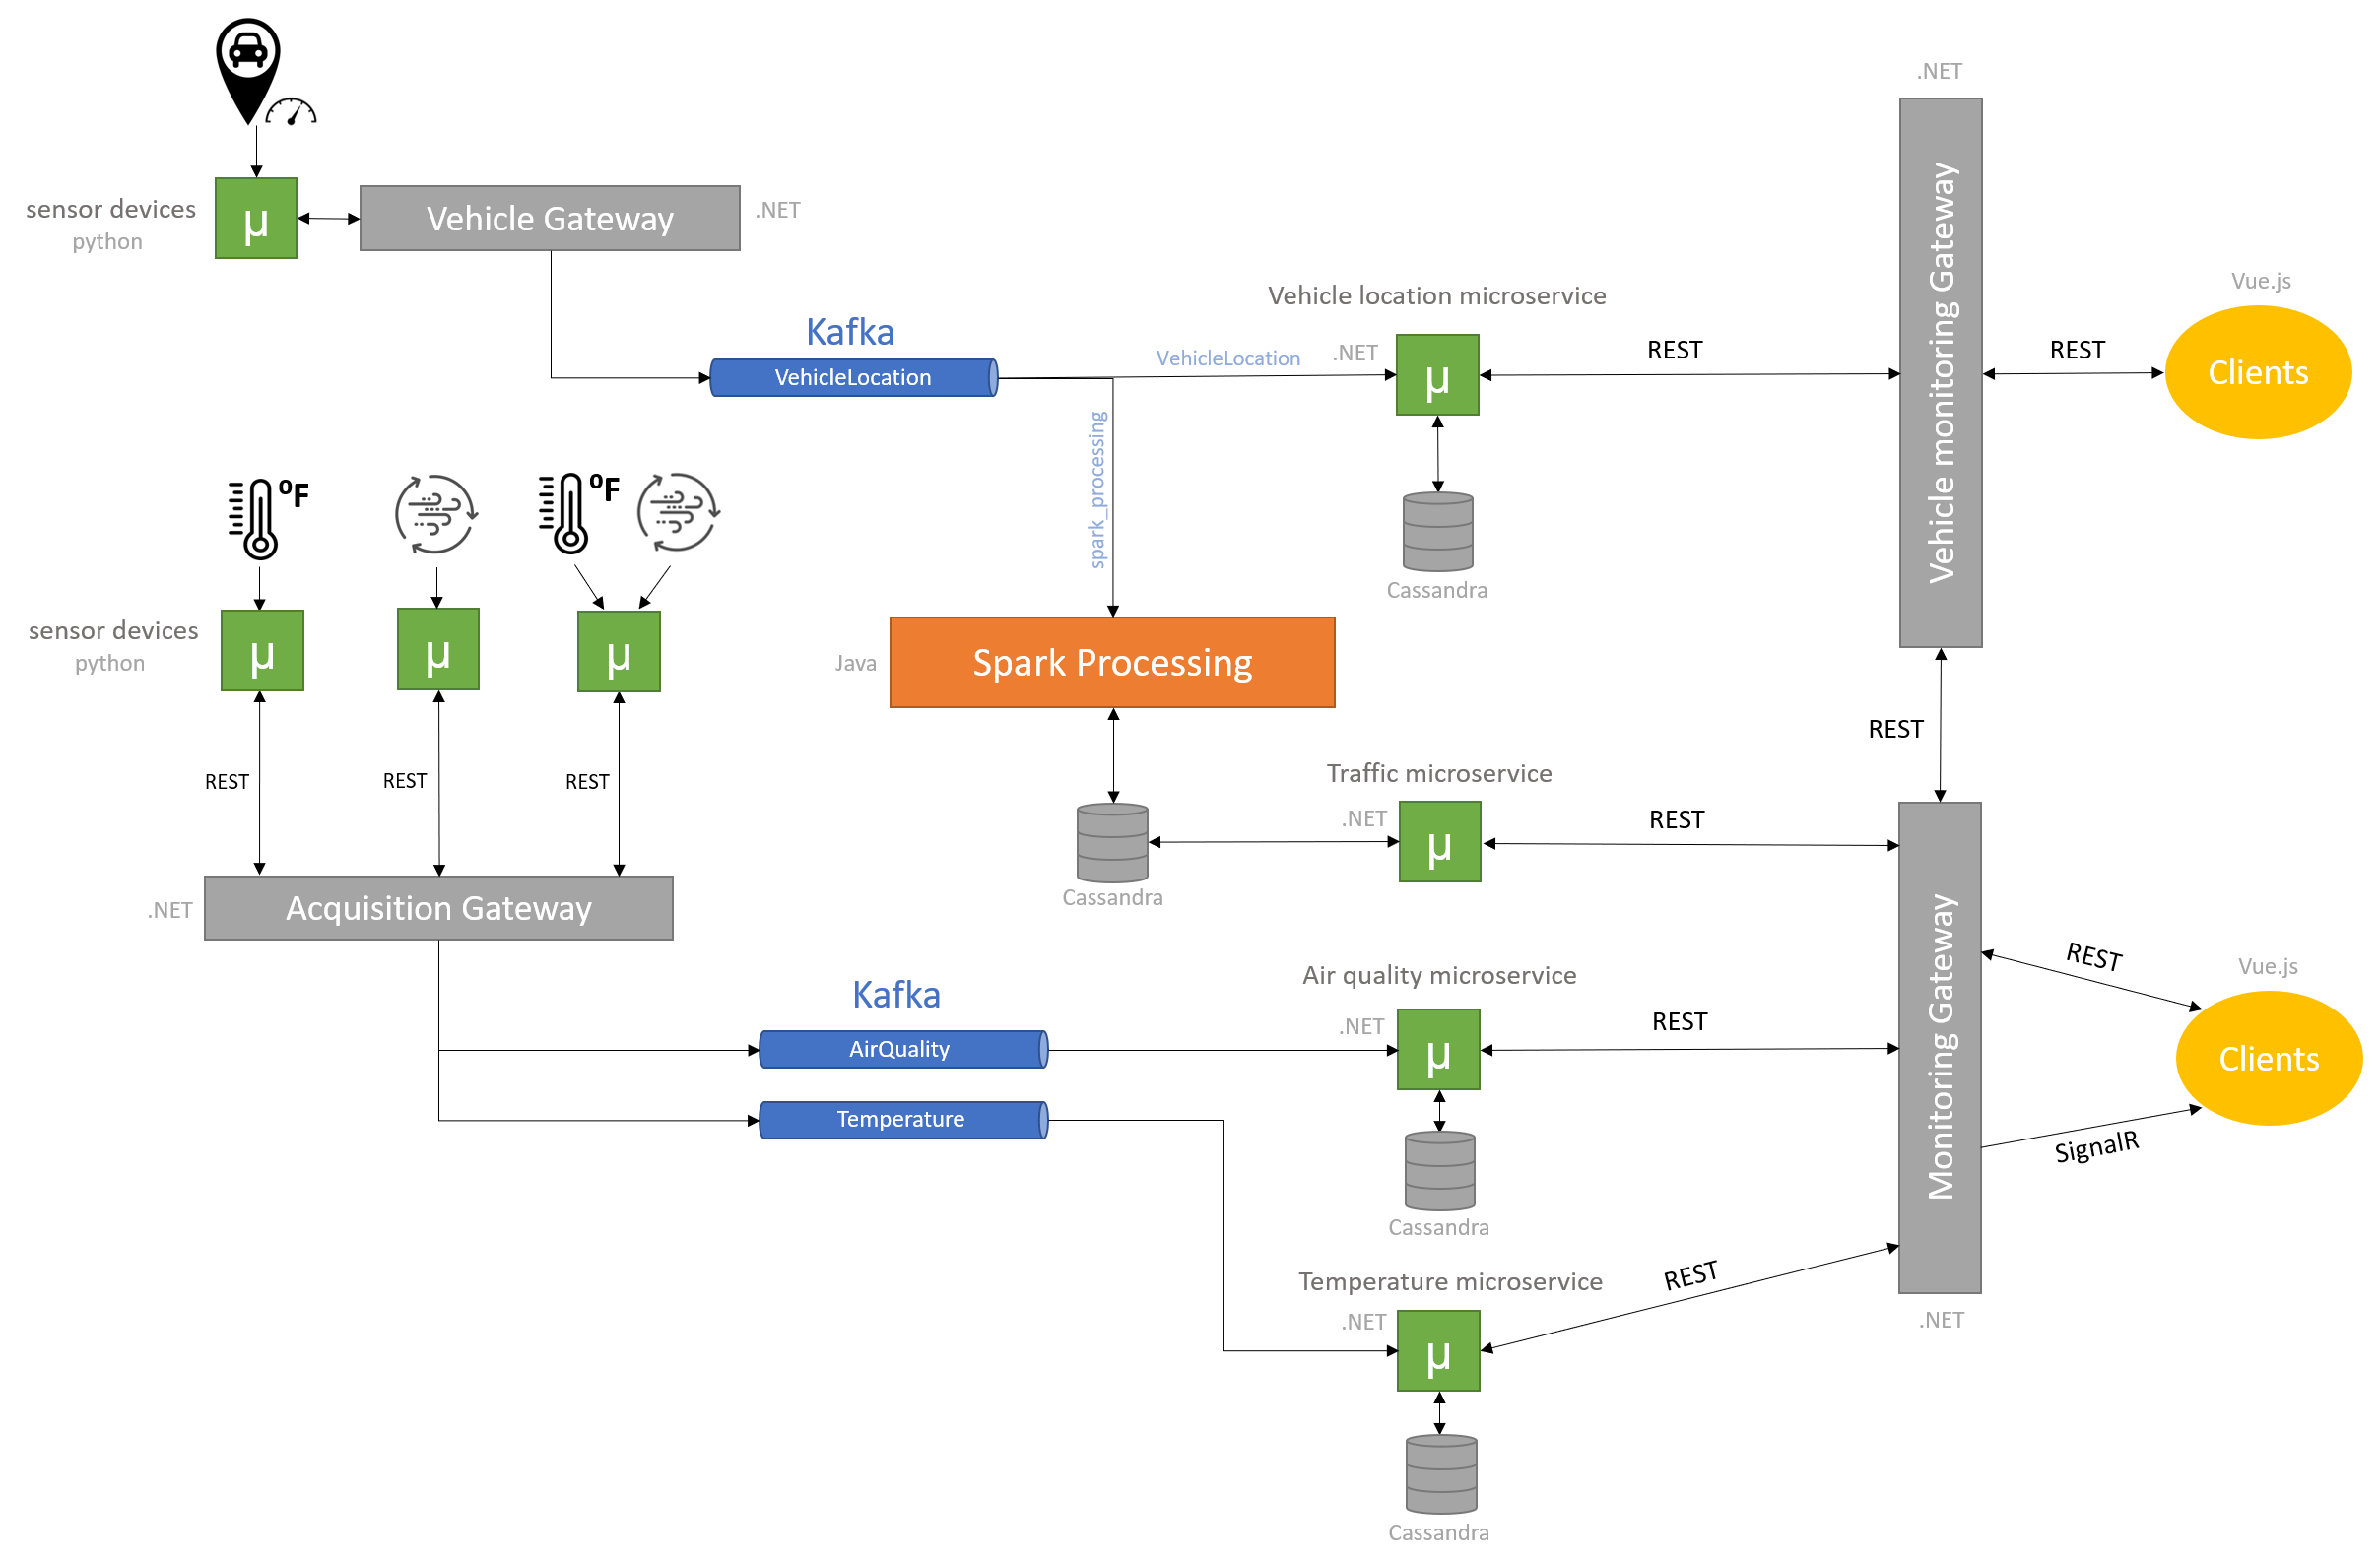 .NET
sensor devices
python
µ
Vehicle Gateway
.NET
Vehicle monitoring Gateway
Vehicle location microservice
Vue.js
Kafka
VehicleLocation
VehicleLocation
.NET
µ
REST
REST
Clients
spark_processing
Cassandra
ºF
ºF
sensor devices
python
µ
µ
µ
Java
Spark Processing
REST
REST
REST
REST
Traffic microservice
.NET
µ
REST
Cassandra
.NET
Acquisition Gateway
Monitoring Gateway
Kafka
Air quality microservice
REST
Vue.js
AirQuality
.NET
µ
REST
Clients
Temperature
SignalR
Cassandra
Temperature microservice
REST
.NET
µ
.NET
Cassandra